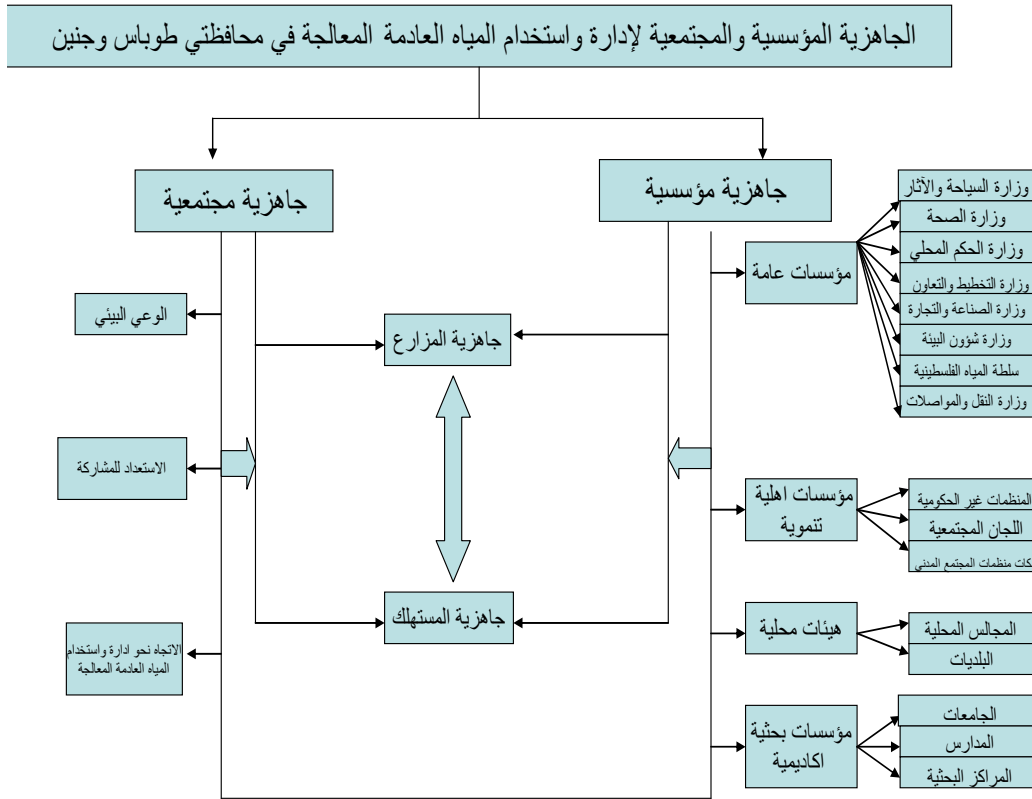 الجاهزية المؤسسية والمجتمعية لإدارة واستخدام المياه العادمة المعالجة في محافظتي طوباس وجنين
جاهزية مؤسسية
جاهزية مجتمعية
مؤسسات عامة
وزارة السياحة والآثار
وزارة الصحة
وزارة الحكم المحلي
وزارة التخطيط والتعاون
وزارة الصناعة والتجارة
وزارة شؤون البيئة
سلطة المياه الفلسطينية
وزارة النقل والمواصلات
مؤسسات اهلية
تنموية
المنظمات غير الحكومية
اللجان المجتمعية
منظمات المجتمع المدني
هيئات محلية
المجالس المحلية
البلديات
مؤسسات بحثية
اكاديمية
الجامعات
المدارس
المراكز البحثية
جاهزية المزارع
جاهزية المستهلك
الوعي البيئي
الاستعداد للمشاركة
الاتجاه نحو ادارة واستخدام
المياه العادمة المعالجة